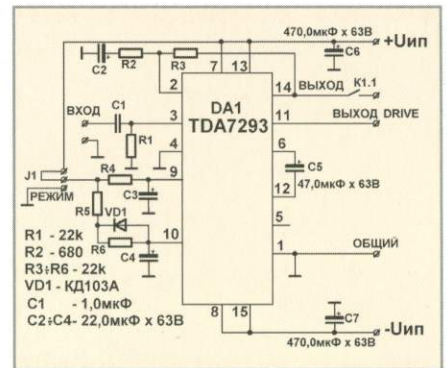 470,0мкФ x 63В
+Uип
C2
R2
R3
7
13
C6
2
14
ВЫХОД
K1.1
ВХОД
C1
3
DA1
TDA7293
11
ВЫХОД DRIVE
R1
4
6
J1
R4
9
C5
47,0мкФ x 63В
РЕЖИМ
C3
12
R5
VD1
5
R6
10
C4
1
ОБЩИЙ
R1 - 22k
R2 - 680
R3÷R6 - 22k
VD1 - КД103А
C1 - 1,0мкФ
C2÷C4- 22,0мкФ x 63В
8
15
C7
-Uип
470,0мкФ x 63В